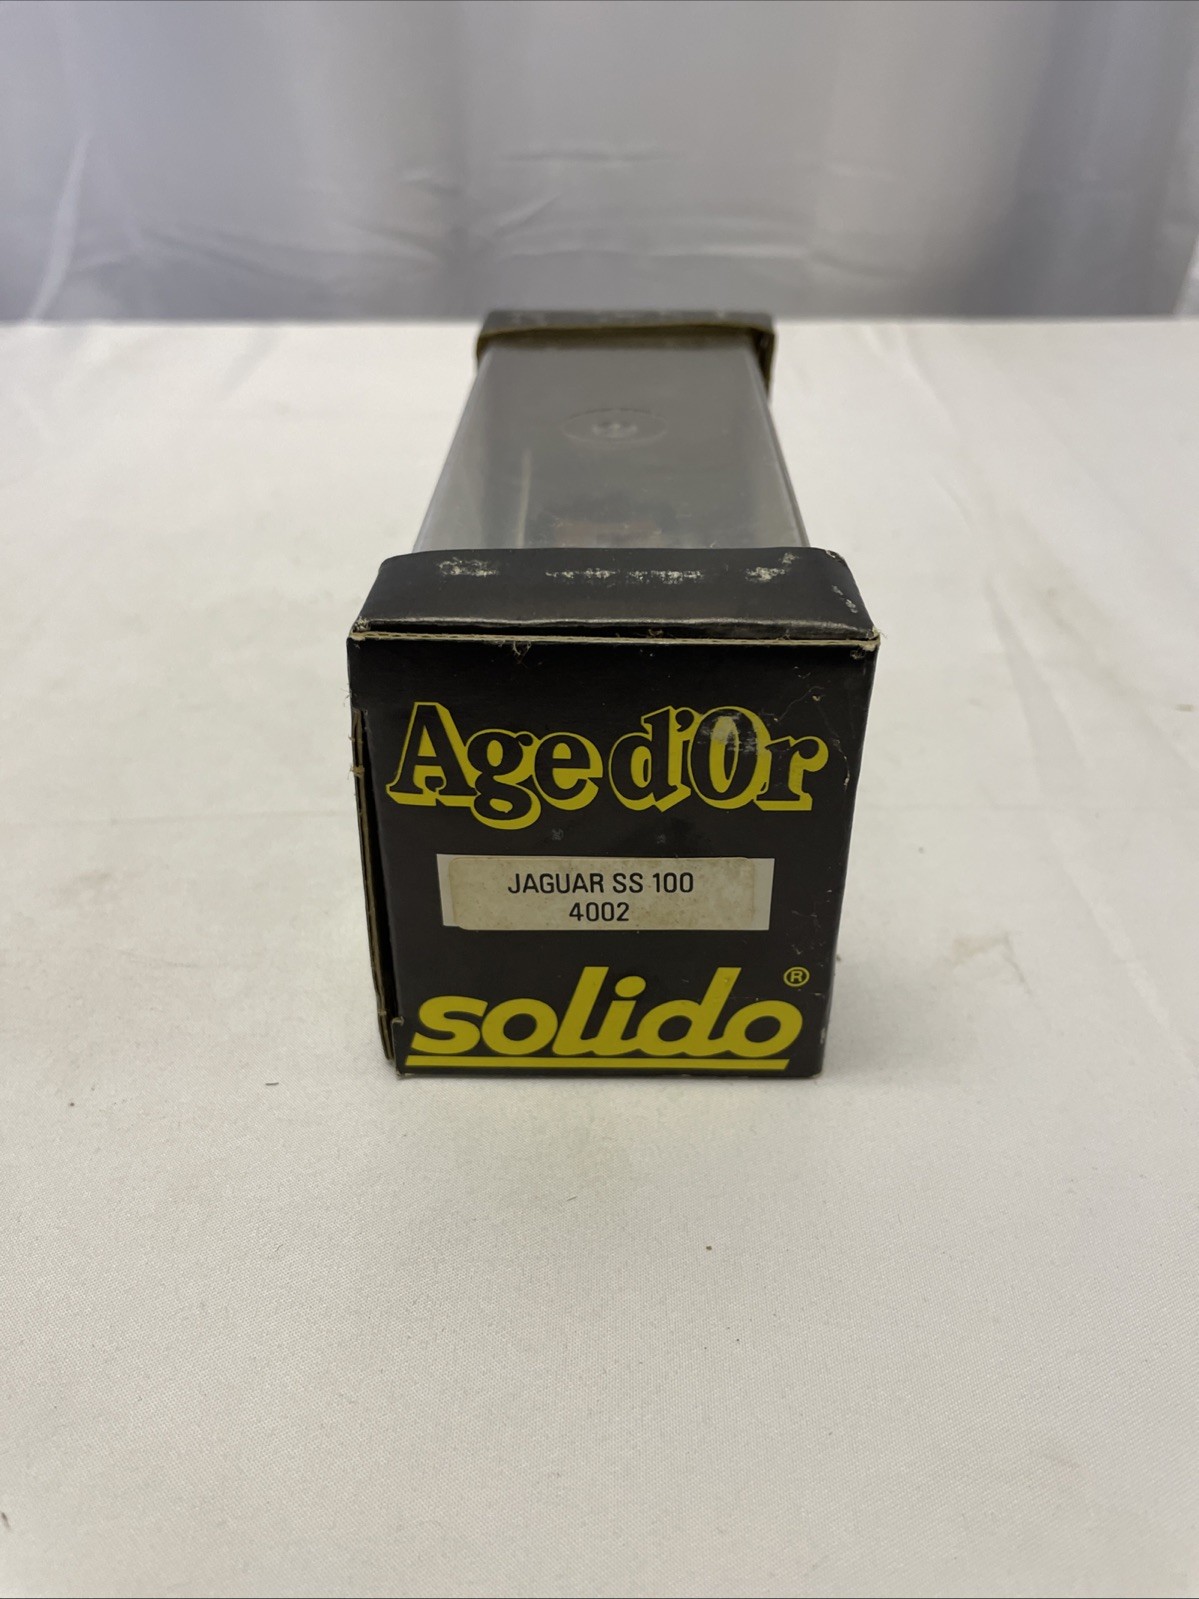 Age d'Or
JAGUAR SS 100
4002
solido®